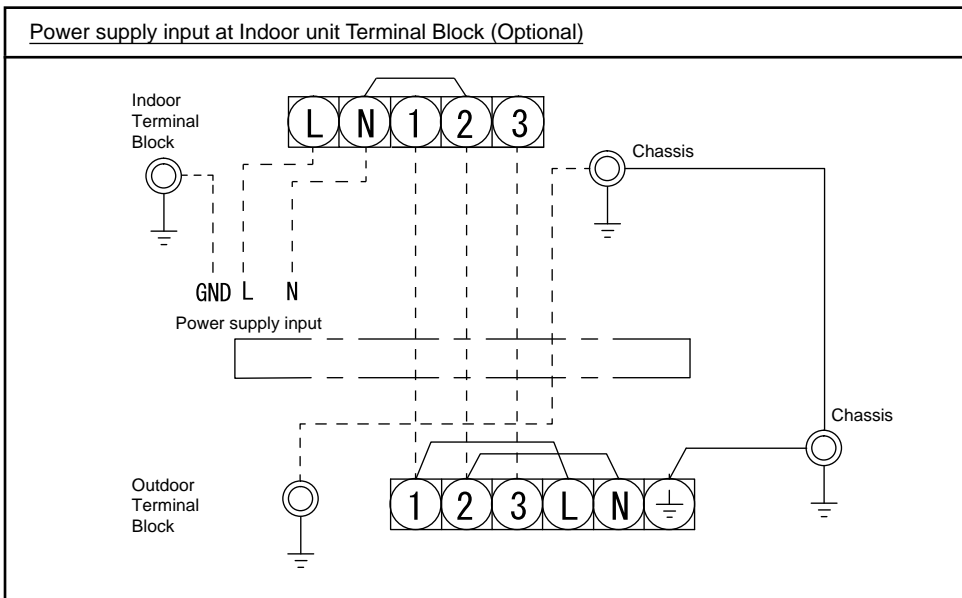 Power supply input at Indoor unit Terminal Block (Optional)
Indoor
Terminal
Block
L N 1 2 3
Chassis
GND L N
Power supply input
Chassis
Outdoor
Terminal
Block
1 2 3 L N